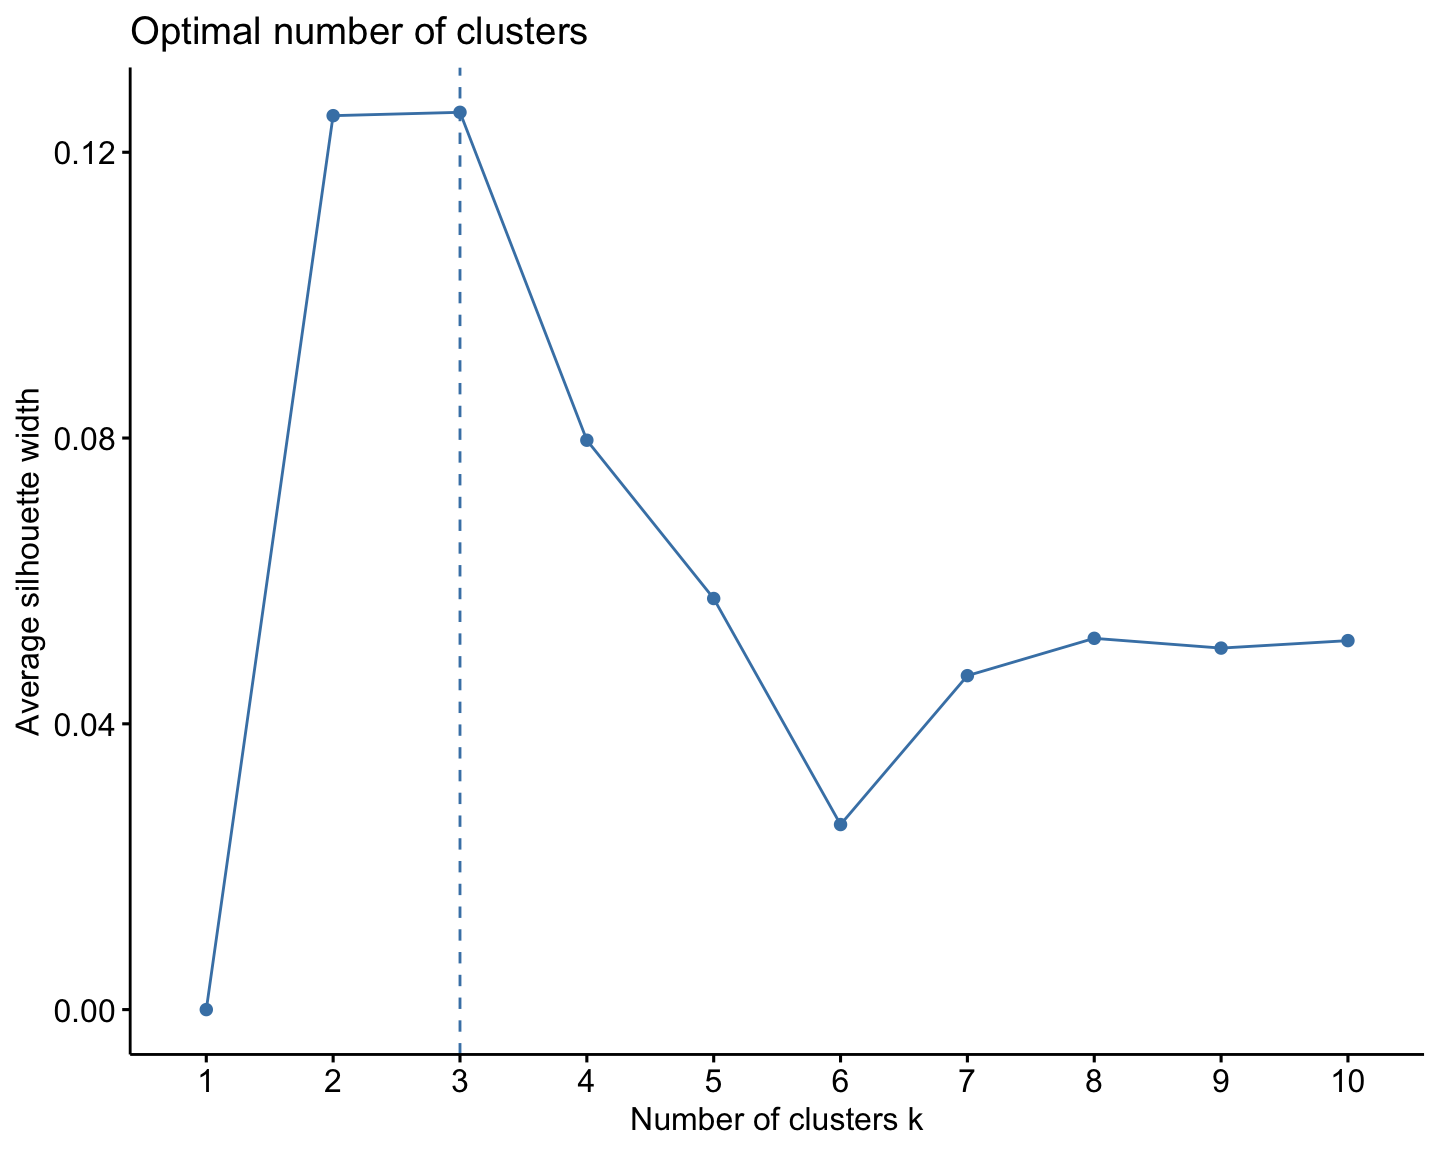 Optimal number of clusters
Average silhouette width
0.12
0.08
0.04
0.00
1 2 3 4 5 6 7 8 9 10
Number of clusters k